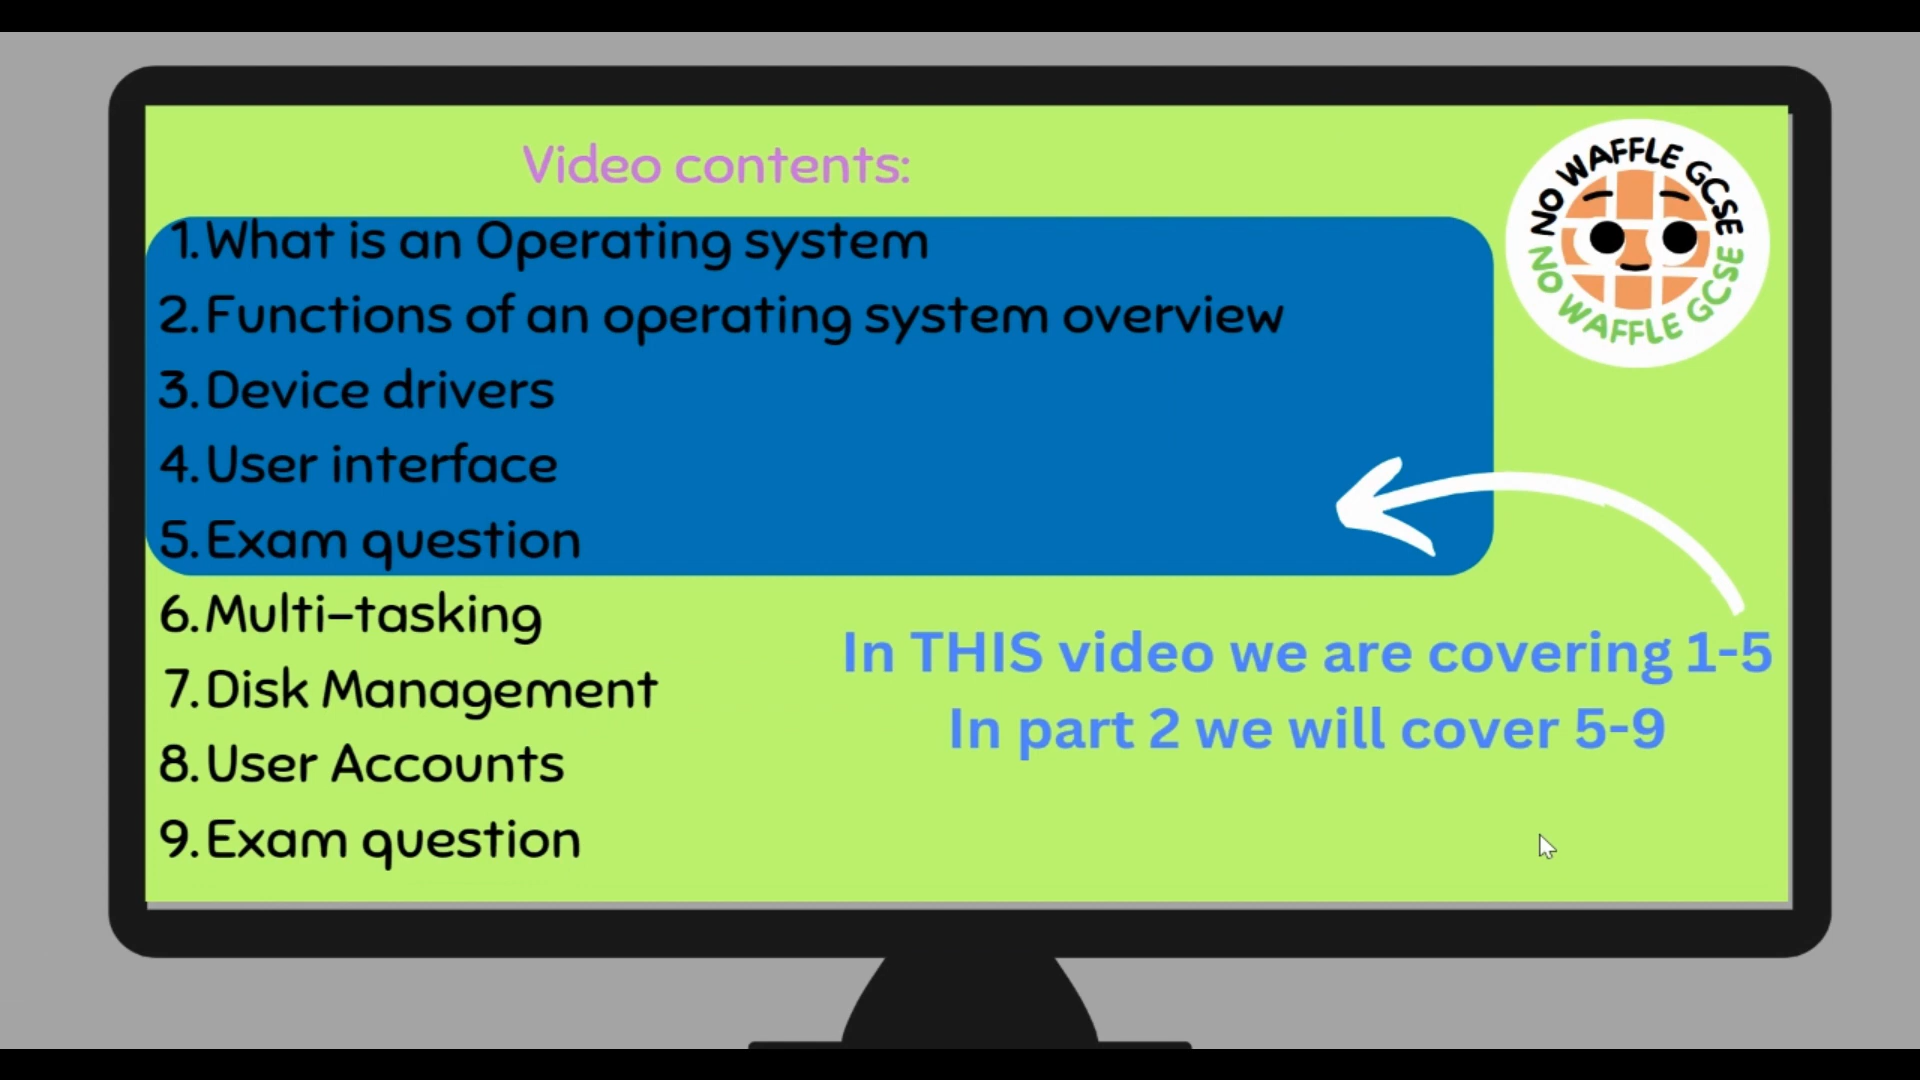 Video contents:
1. What is an Operating system
2. Functions of an operating system overview
3. Device drivers
4. User interface
5. Exam question
6. Multi-tasking
7. Disk Management
8. User Accounts
9. Exam question
In THIS video we are covering 1-5
In part 2 we will cover 5-9
NO WAFFLE GCSE
NO WAFFLE GCSE